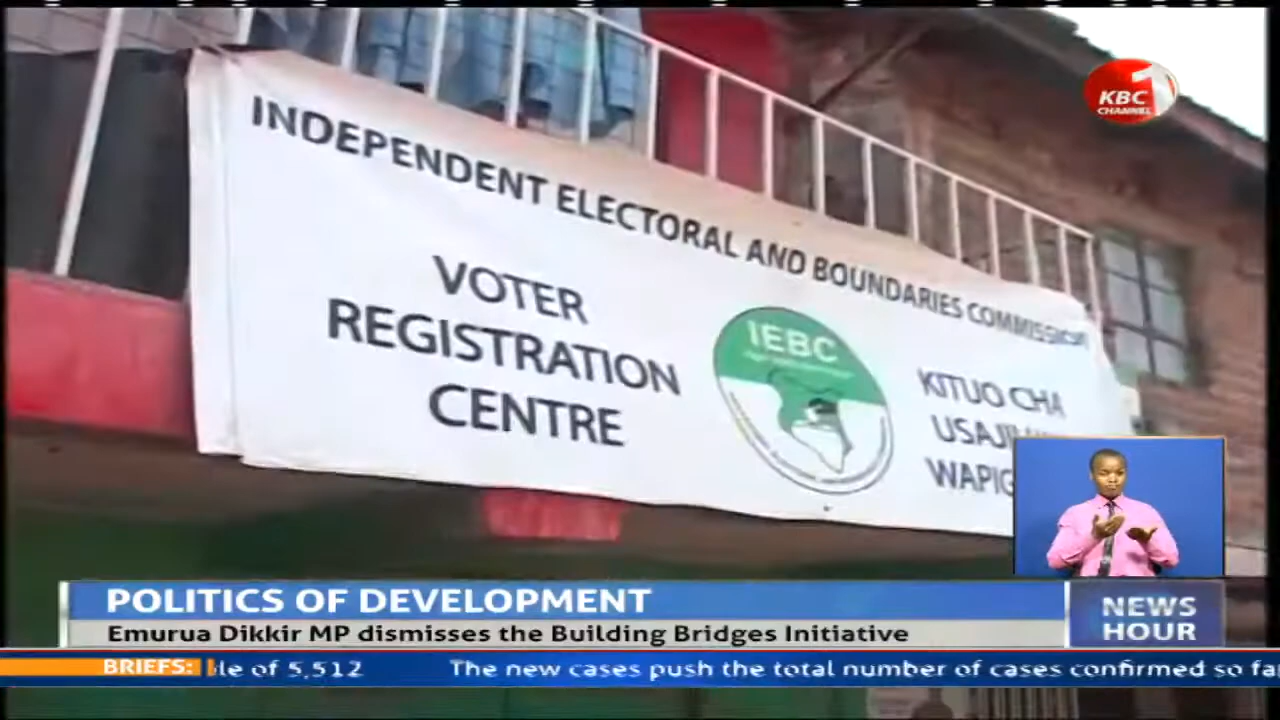 KBC 1
CHANNEL
INDEPENDENT ELECTORAL AND BOUNDARIES COMMISSION
VOTER
REGISTRATION
CENTRE
IEBC
KITUO CHA
POLITICS OF DEVELOPMENT
Emurua Dikkir MP dismisses the Building Bridges Initiative
NEWS
HOUR
BRIEFS:
of 5,512 The new cases push the total number of cases confirmed so